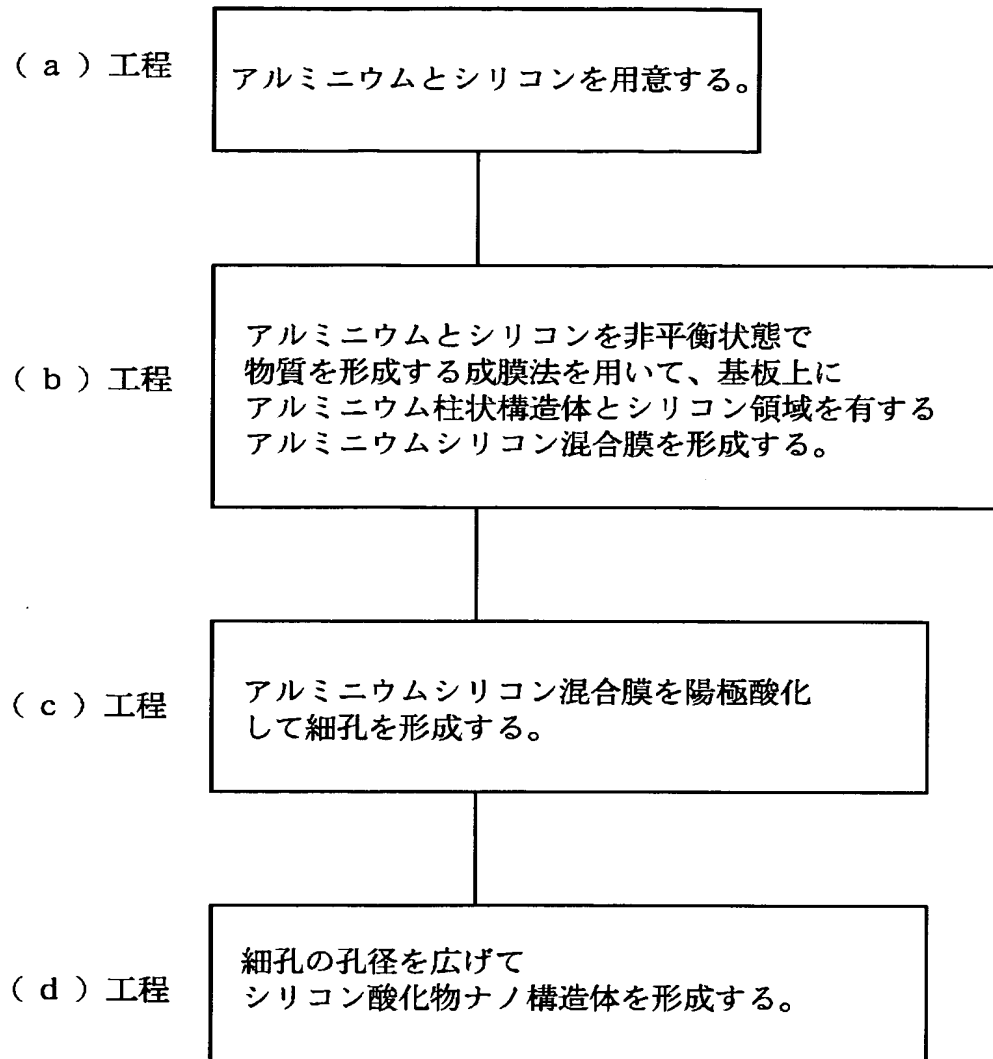 ( a ) 工程
アルミニウムとシリコンを用意する。
( b ) 工程
アルミニウムとシリコンを非平衡状態で
物質を形成する成膜法を用いて、基板上に
アルミニウム柱状構造体とシリコン領域を有する
アルミニウムシリコン混合膜を形成する。
( c ) 工程
アルミニウムシリコン混合膜を陽極酸化
して細孔を形成する。
( d ) 工程
細孔の孔径を広げて
シリコン酸化物ナノ構造体を形成する。